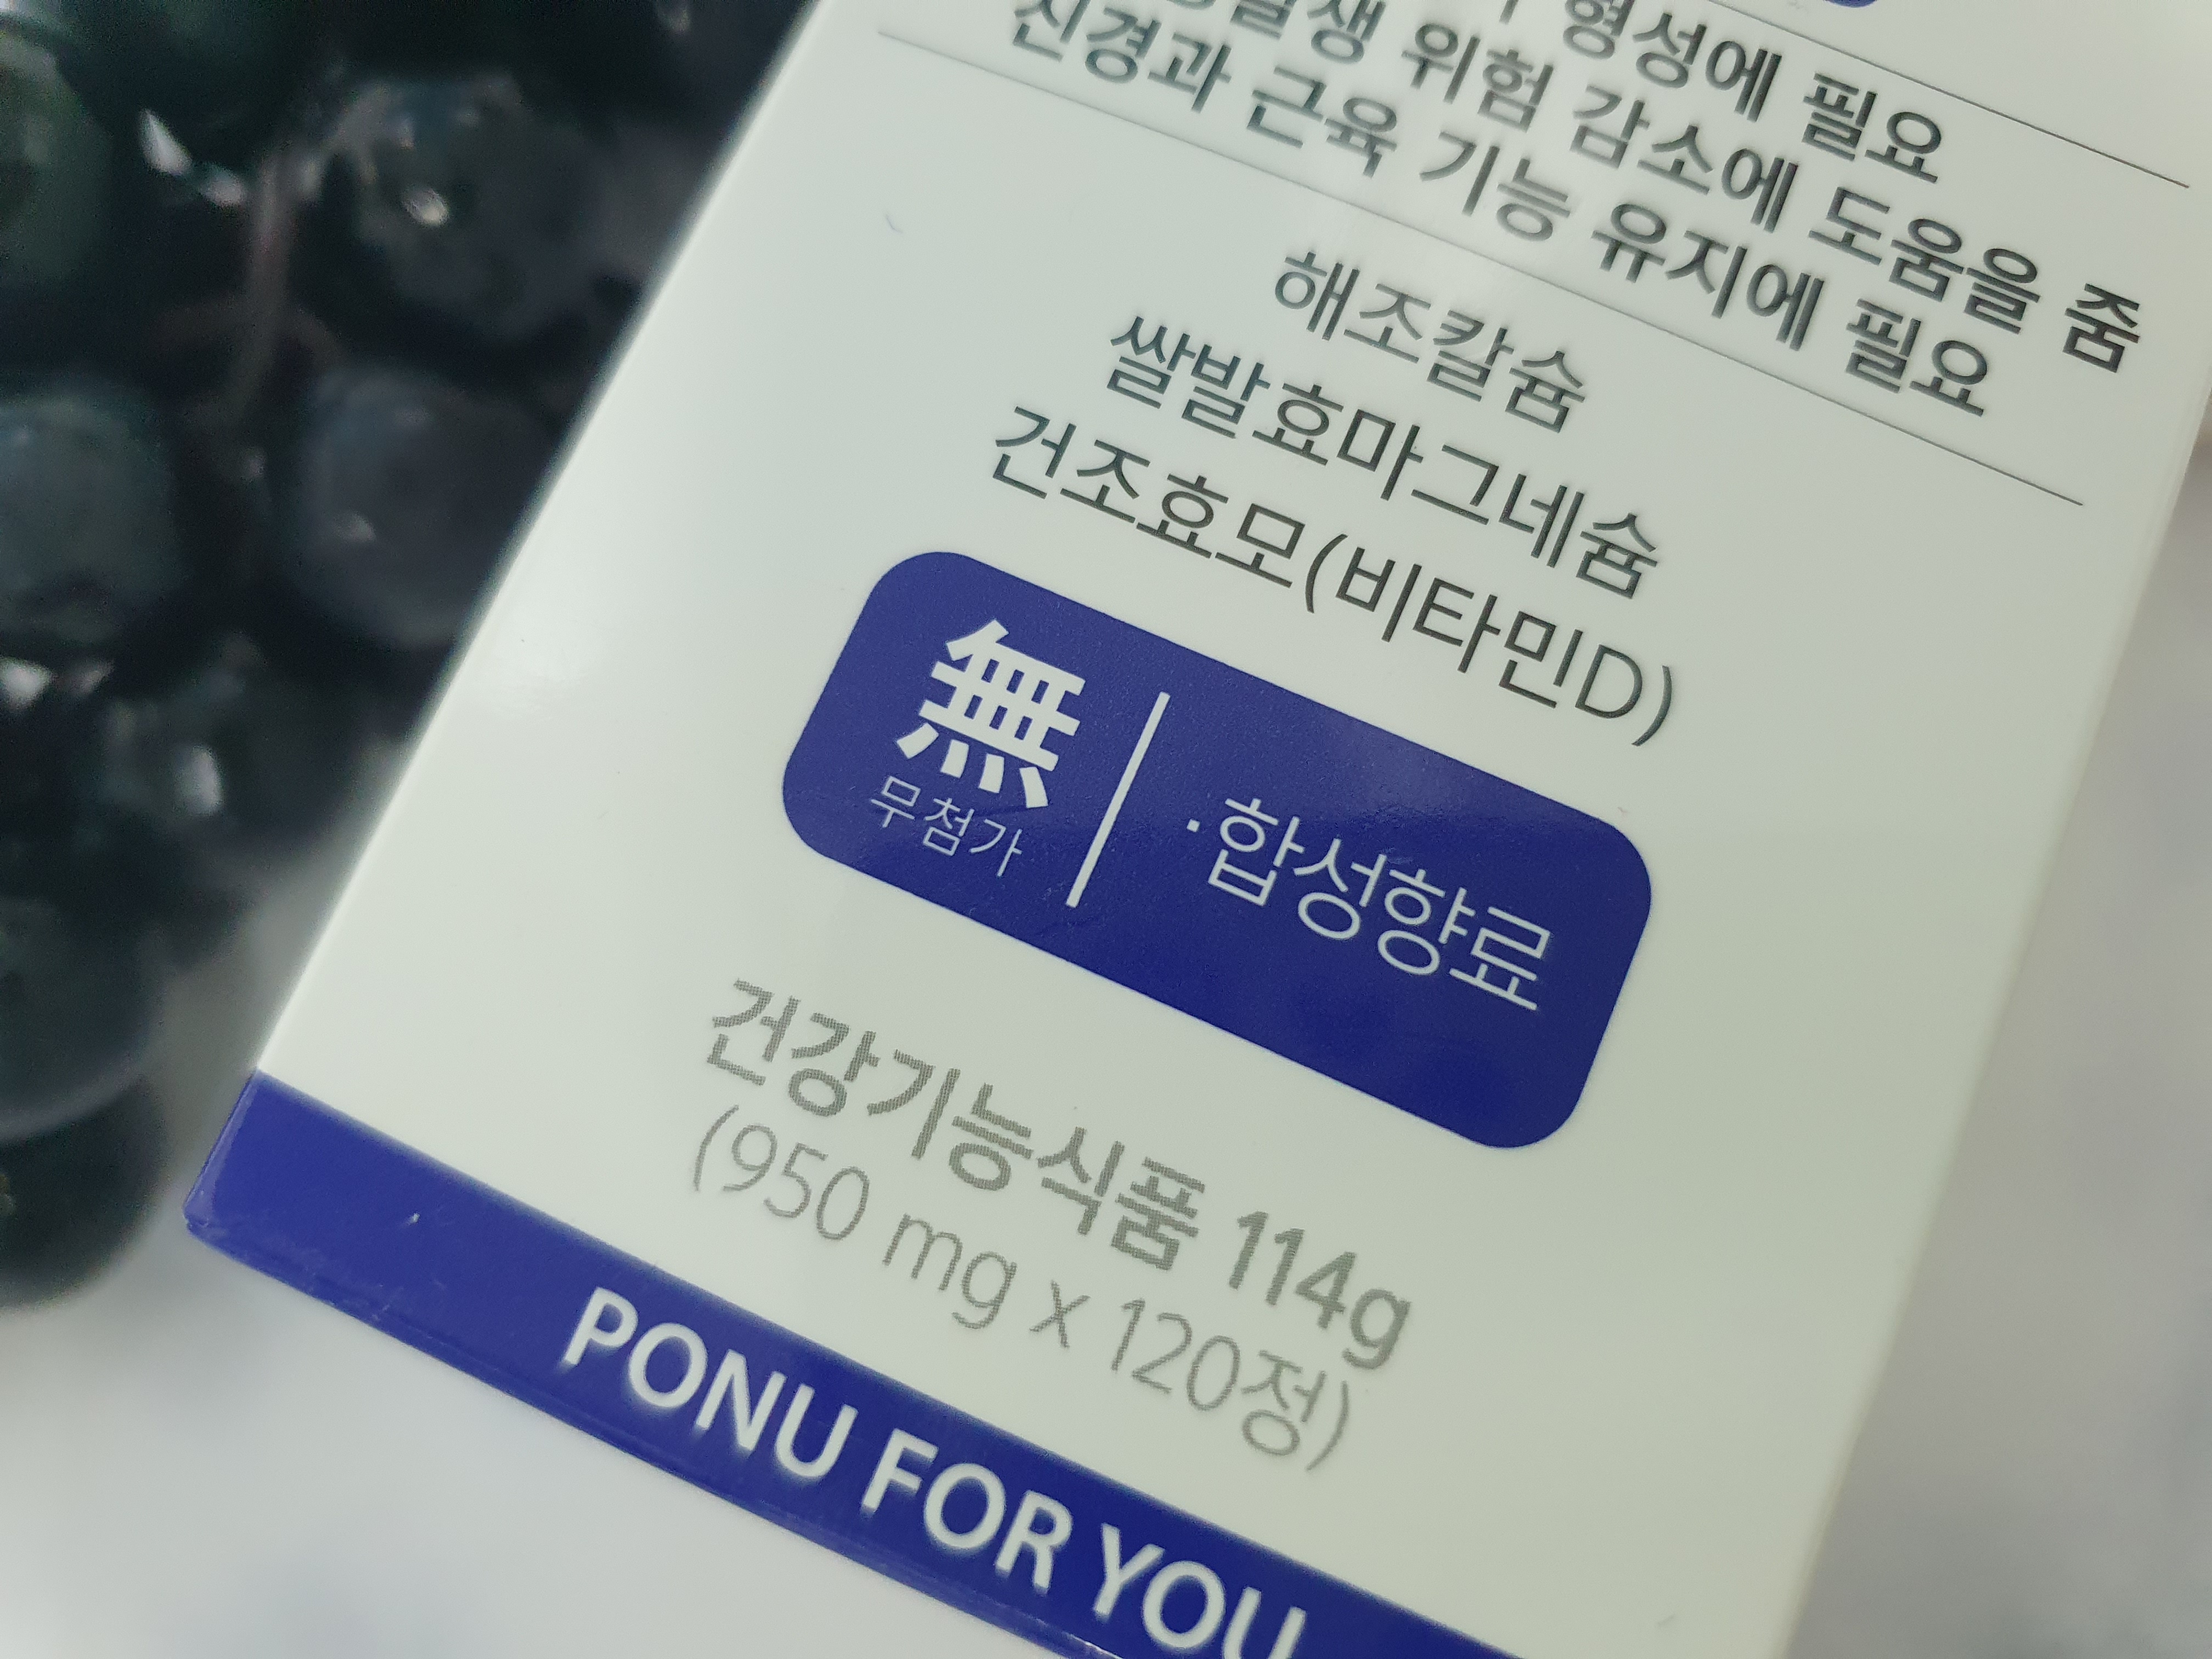 형성에 필요
위험 감소에 도움을 줌
신경과 근육 기능 유지에 필요
해조칼슘
쌀발효마그네슘
건조효모(비타민D)
無
무첨가
·합성향료
건강기능식품 114g
(950 mg x 120정)
PONU FOR YOU